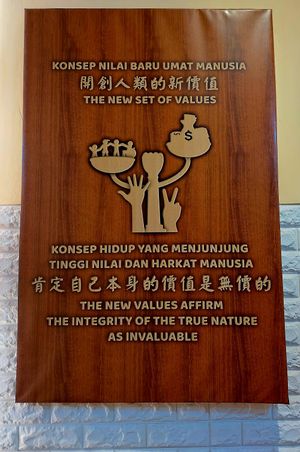 KONSEP NILAI BARU UMAT MANUSIA
開創人類的新價值
THE NEW SET OF VALUES
$
KONSEP HIDUP YANG MENJUNJUNG
TINGGI NILAI DAN HARKAT MANUSIA
肯定自己本身的價值是無價的
THE NEW VALUES AFFIRM
THE INTEGRITY OF THE TRUE NATURE
AS INVALUABLE